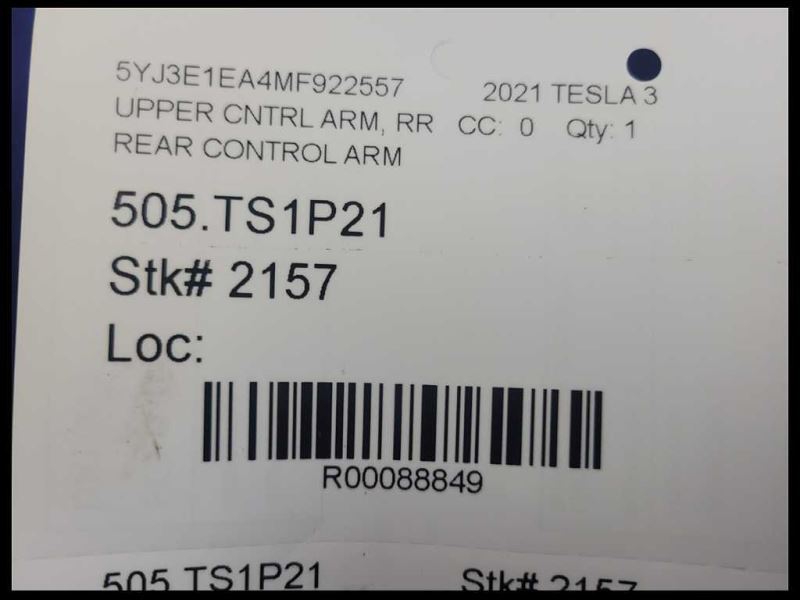 5YJ3E1EA4MF922557 2021 TESLA 3
UPPER CNTRL ARM, RR CC: 0 Qty: 1
REAR CONTROL ARM
505.TS1P21
Stk# 2157
Loc:
R00088849
505.TS1P21 Stk# 2157